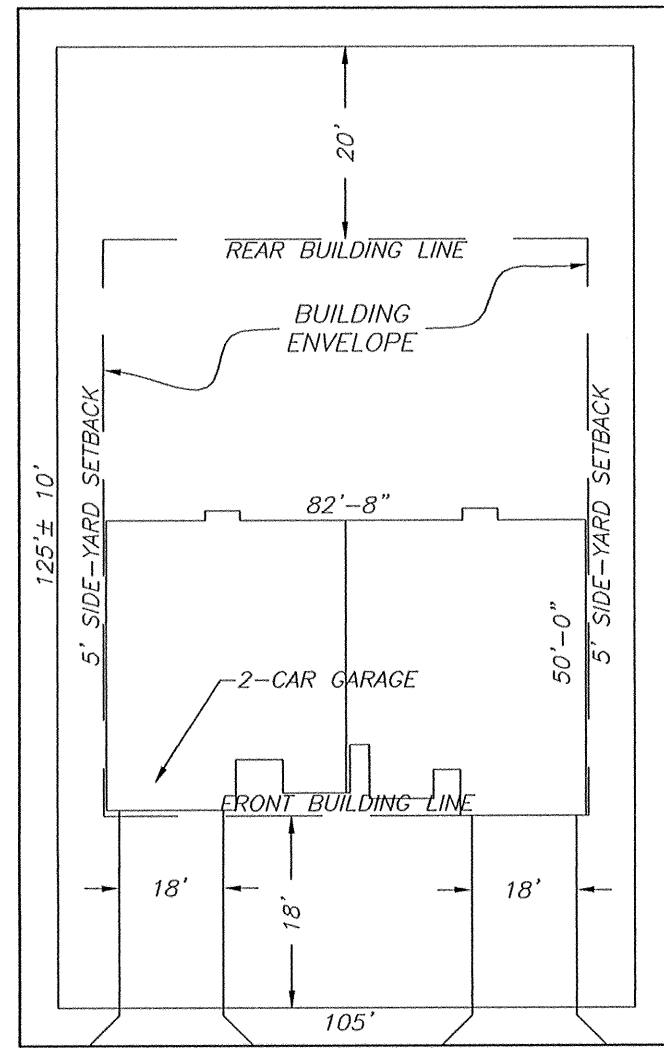 20'
REAR BUILDING LINE
BUILDING
ENVELOPE
125'± 10'
5' SIDE-YARD SETBACK
82'-8"
50'-0"
5' SIDE-YARD SETBACK
2-CAR GARAGE
FRONT BUILDING LINE
18'
18'
18'
105'